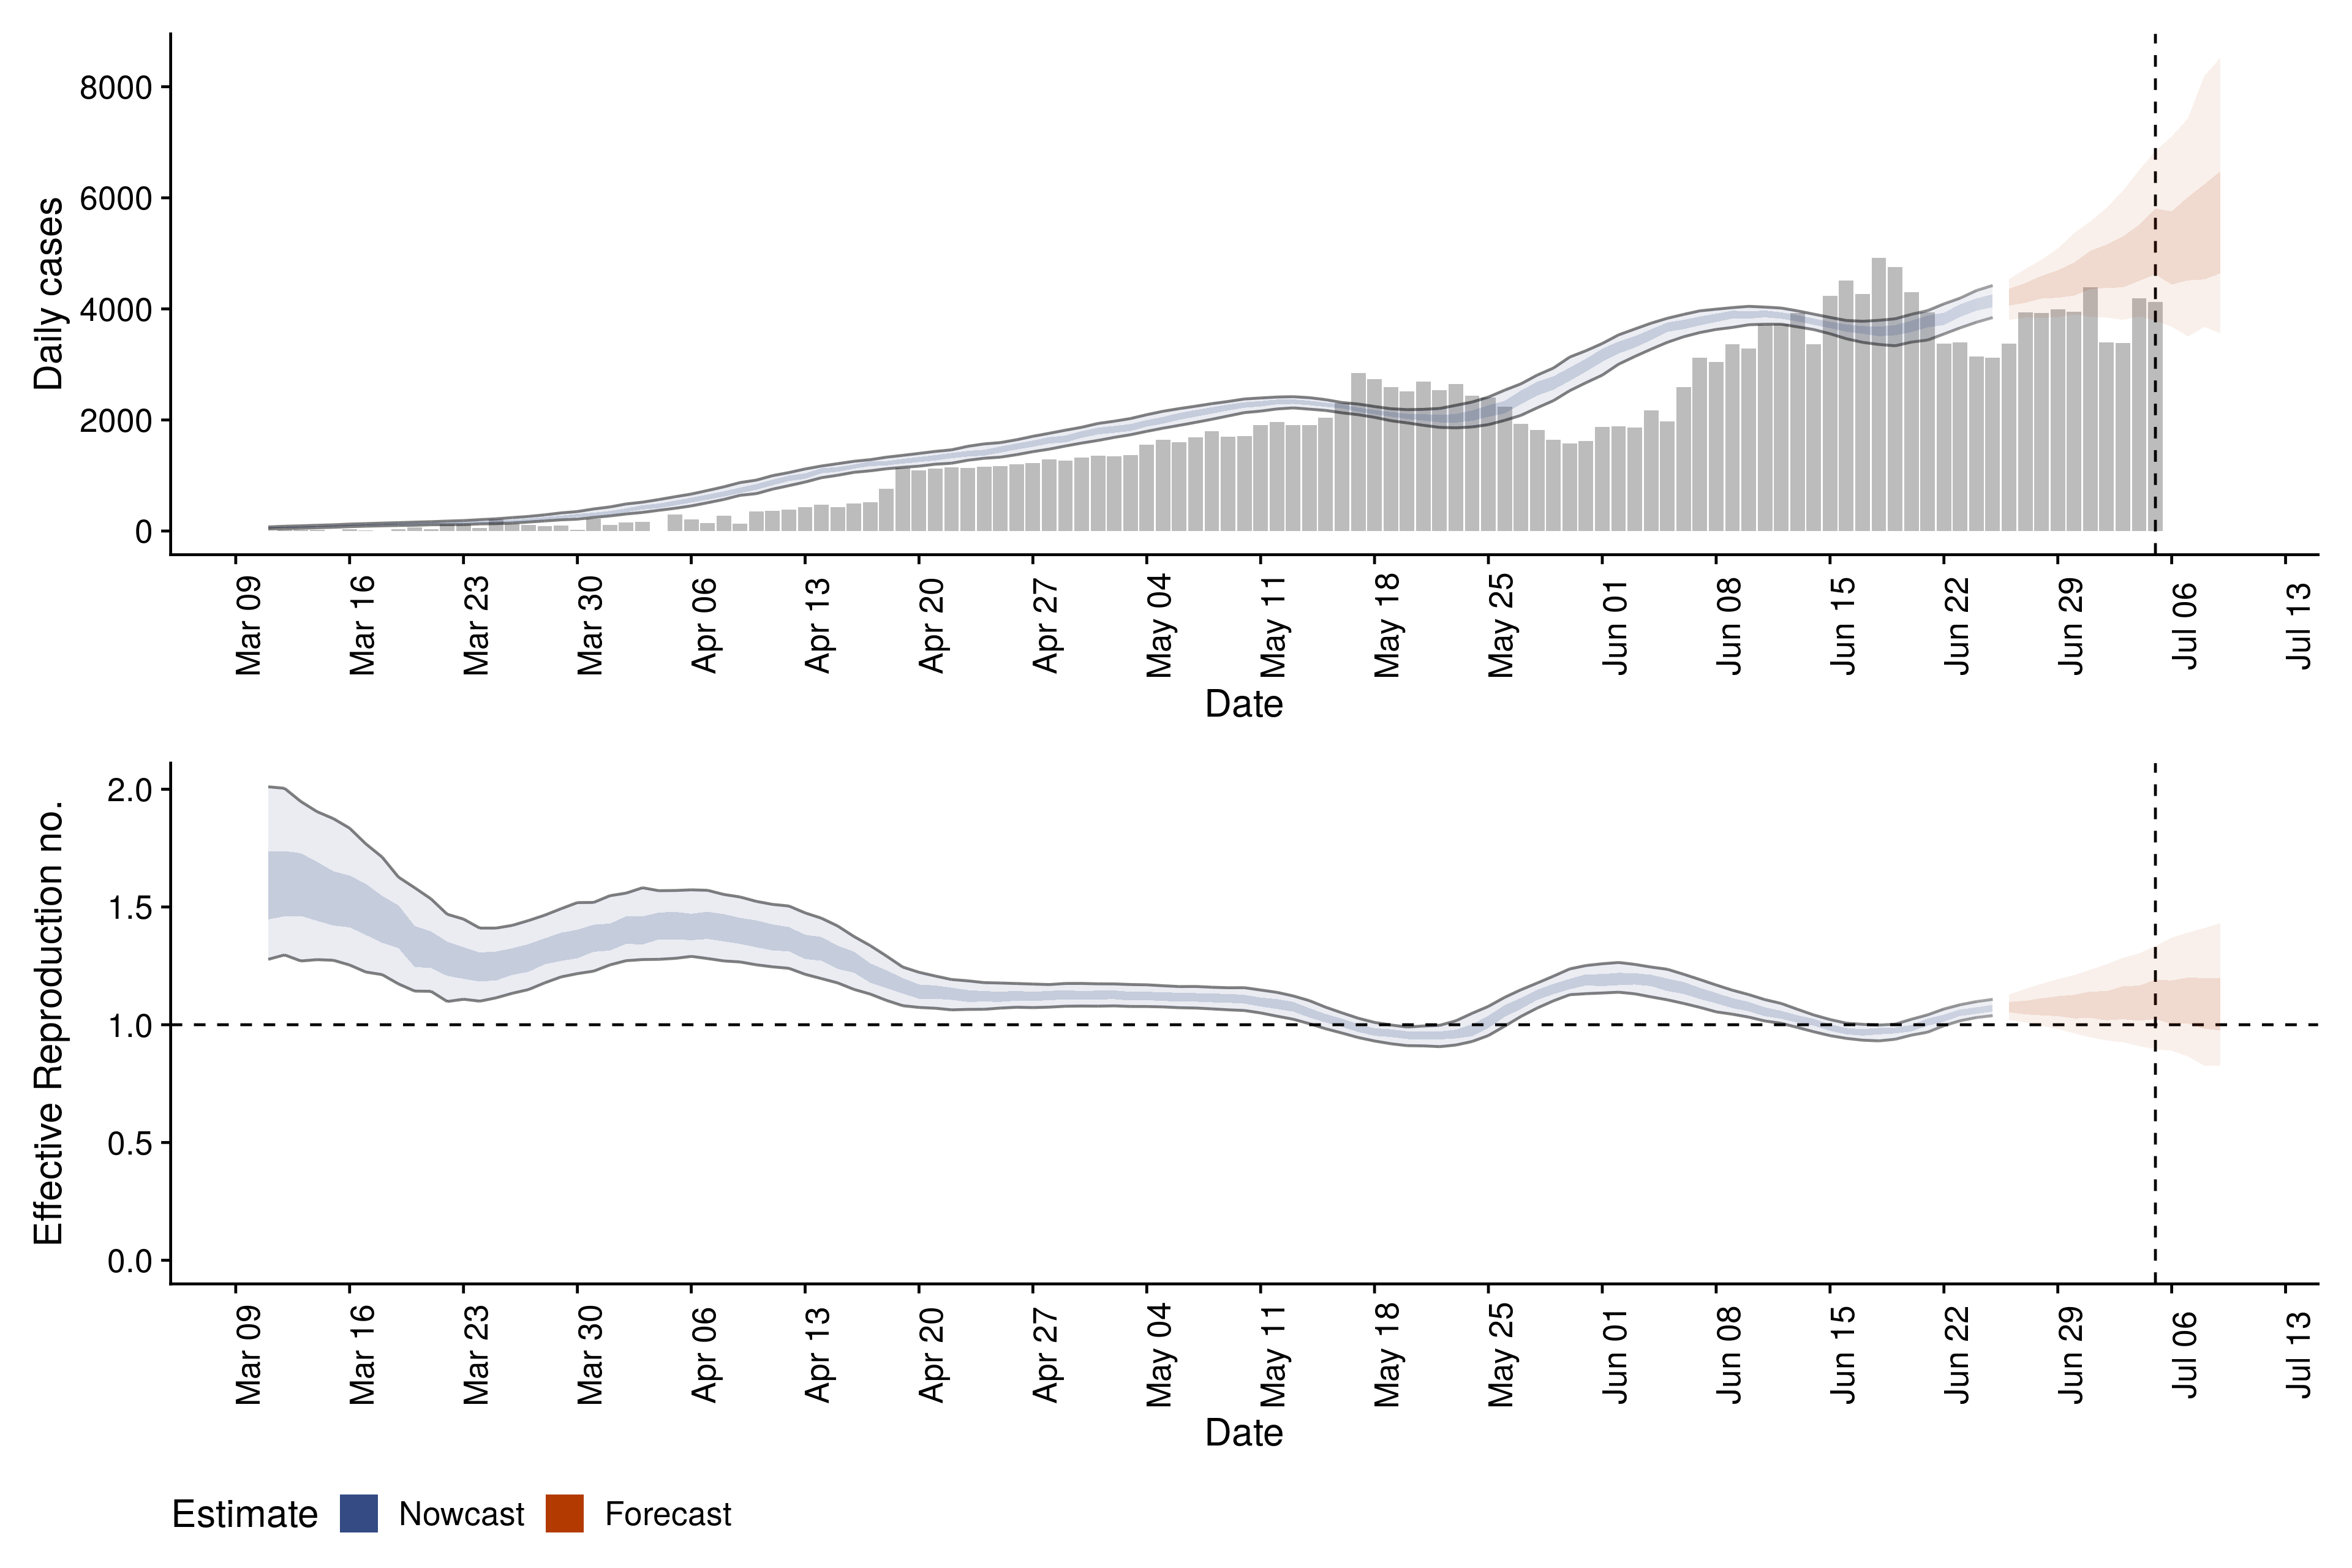 Daily cases
8000
6000
4000
2000
0
Mar 09 Mar 16 Mar 23 Mar 30 Apr 06 Apr 13 Apr 20 Apr 27 May 04 May 11 May 18 May 25 Jun 01 Jun 08 Jun 15 Jun 22 Jun 29 Jul 06 Jul 13
Date
Effective Reproduction no.
2.0
1.5
1.0
0.5
0.0
Mar 09 Mar 16 Mar 23 Mar 30 Apr 06 Apr 13 Apr 20 Apr 27 May 04 May 11 May 18 May 25 Jun 01 Jun 08 Jun 15 Jun 22 Jun 29 Jul 06 Jul 13
Date
Estimate Nowcast Forecast